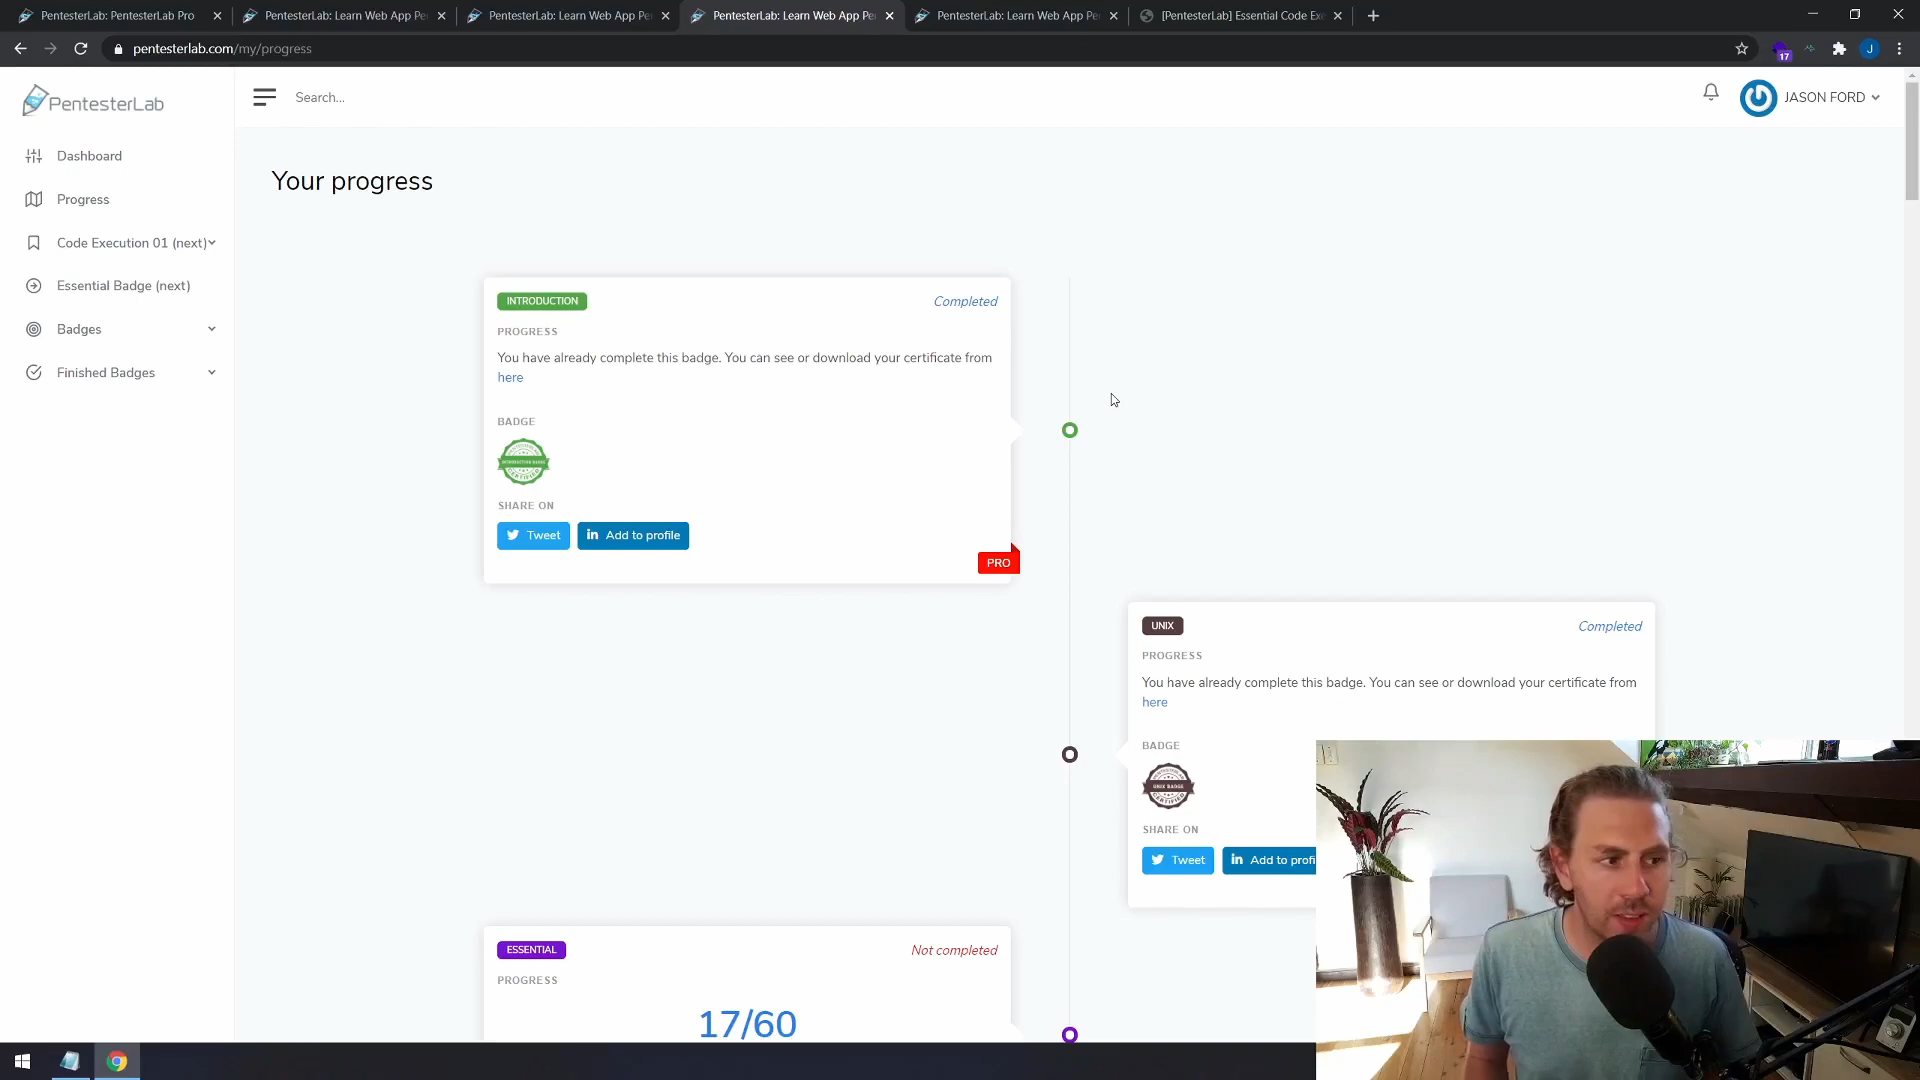 PentesterLab: PentesterLab Pro
PentesterLab: Learn Web App Pe
PentesterLab: Learn Web App Pe
PentesterLab: Learn Web App Pe
PentesterLab: Learn Web App Pe
[PentesterLab] Essential Code Exe
pentesterlab.com/my/progress
17
J
PentesterLab
Search...
JASON FORD
Dashboard
Progress
Code Execution 01 (next)
Essential Badge (next)
Badges
Finished Badges
Your progress
INTRODUCTION
Completed
PROGRESS
You have already complete this badge. You can see or download your certificate from
here
BADGE
SHARE ON
Tweet
Add to profile
PRO
UNIX
Completed
PROGRESS
You have already complete this badge. You can see or download your certificate from
here
BADGE
UNIX BADGE
CERTIFIED
SHARE ON
Tweet
Add to profi
ESSENTIAL
Not completed
PROGRESS
17/60